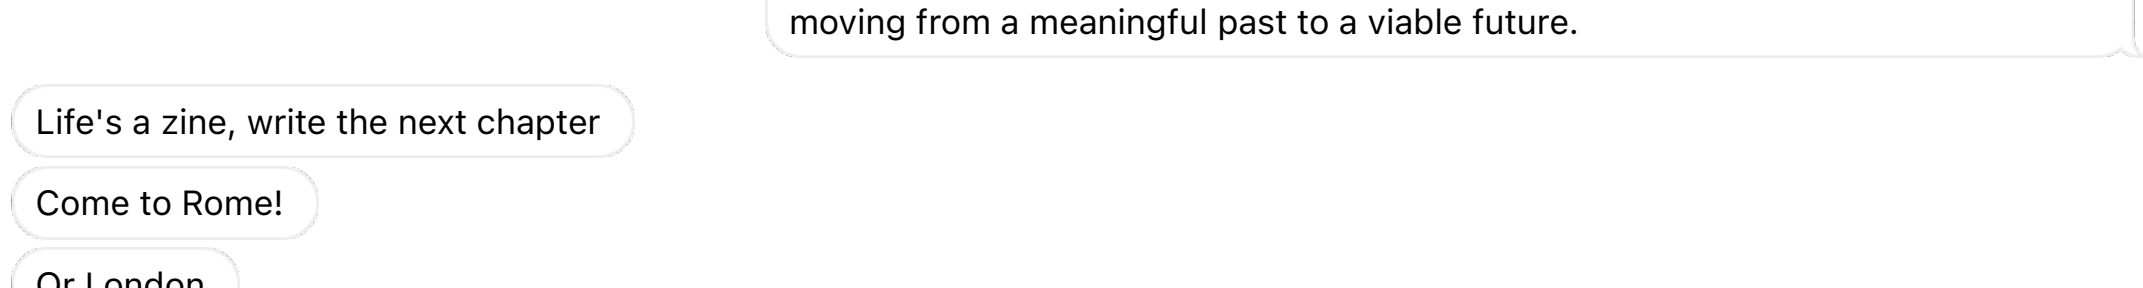 moving from a meaningful past to a viable future.
Life's a zine, write the next chapter
Come to Rome!
Or London